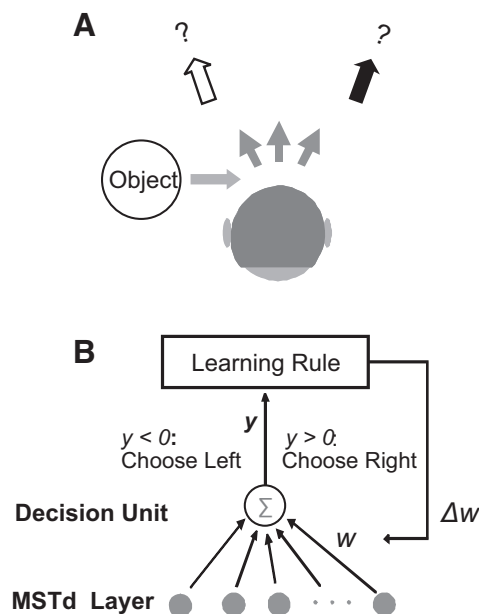 A
? ?
Object
B
Learning Rule
y
y < 0: y > 0:
Choose Left Choose Right
Decision Unit Σ w Δw
MSTd Layer . . .